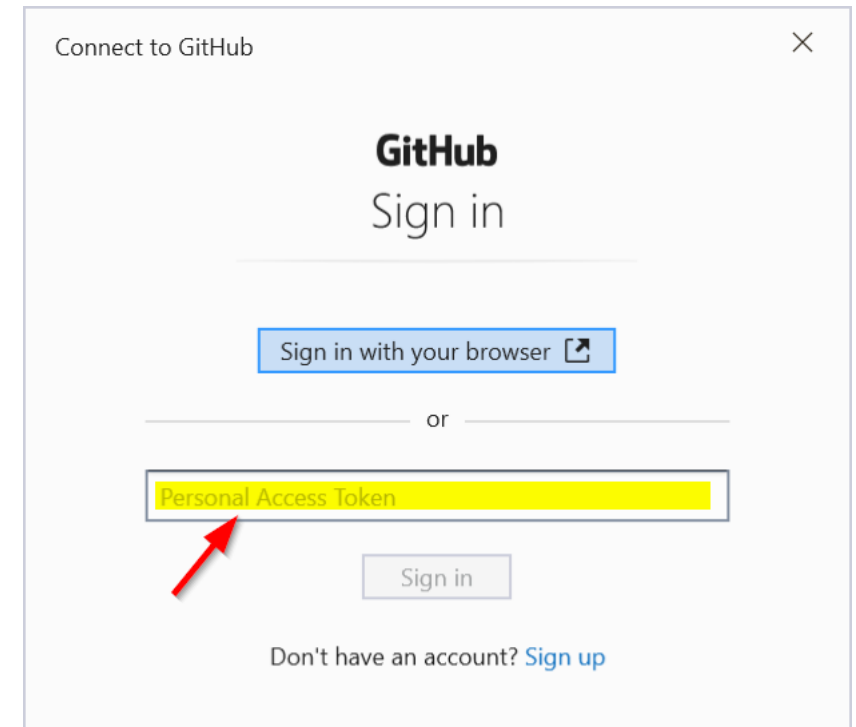 Connect to GitHub
GitHub
Sign in
Sign in with your browser
or
Personal Access Token
Sign in
Don't have an account? Sign up